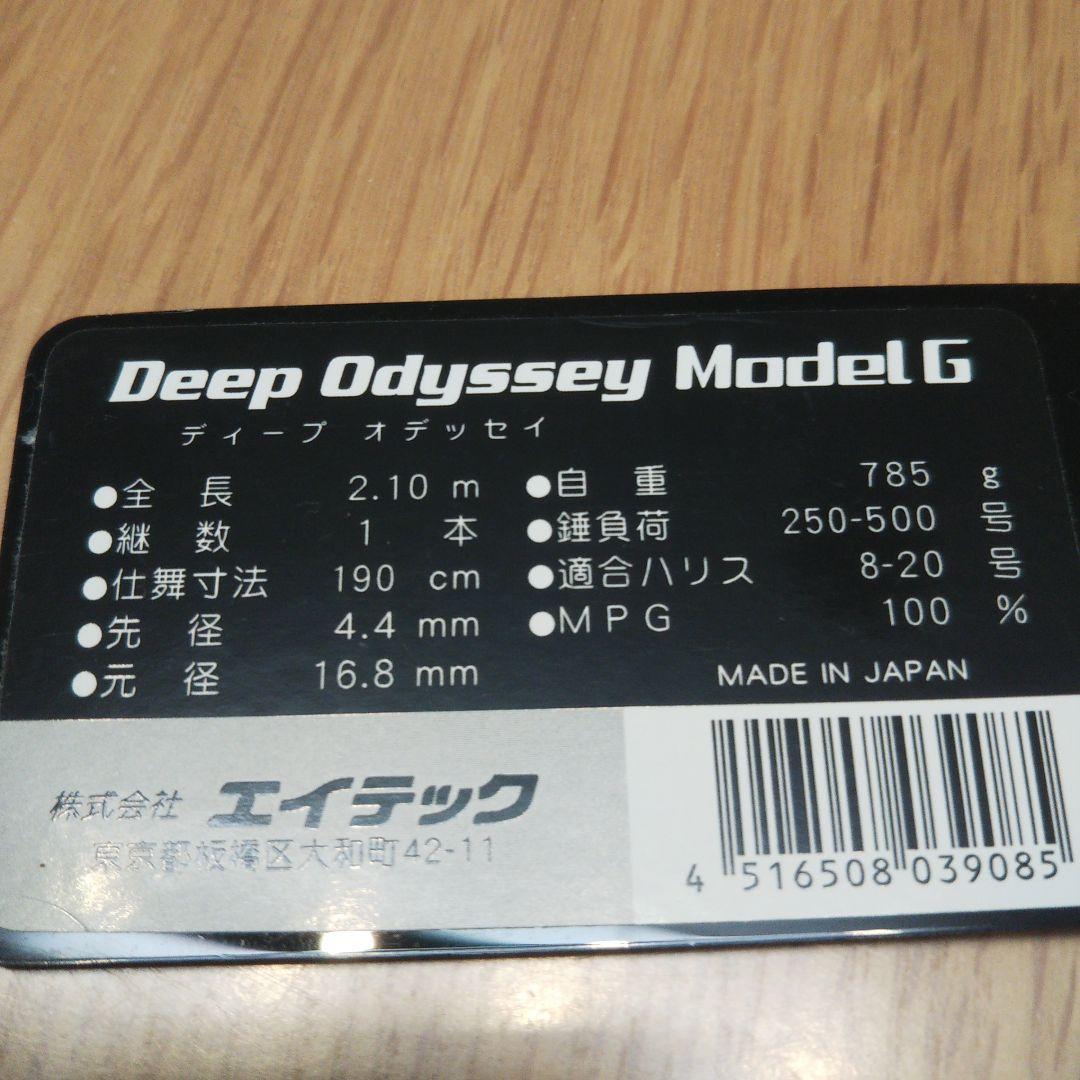 Deep Odyssey Model G
ディープ オデッセイ
●全 長 2.10 m
●継 数 1 本
●仕舞寸法 190 cm
●先 径 4.4 mm
●元 径 16.8 mm
●自 重 785 g
●錘負荷 250-500 号
●適合ハリス 8-20 号
●MPG 100 %
MADE IN JAPAN
株式会社 エイテック
東京都板橋区大和町42-11
4 516508 039085